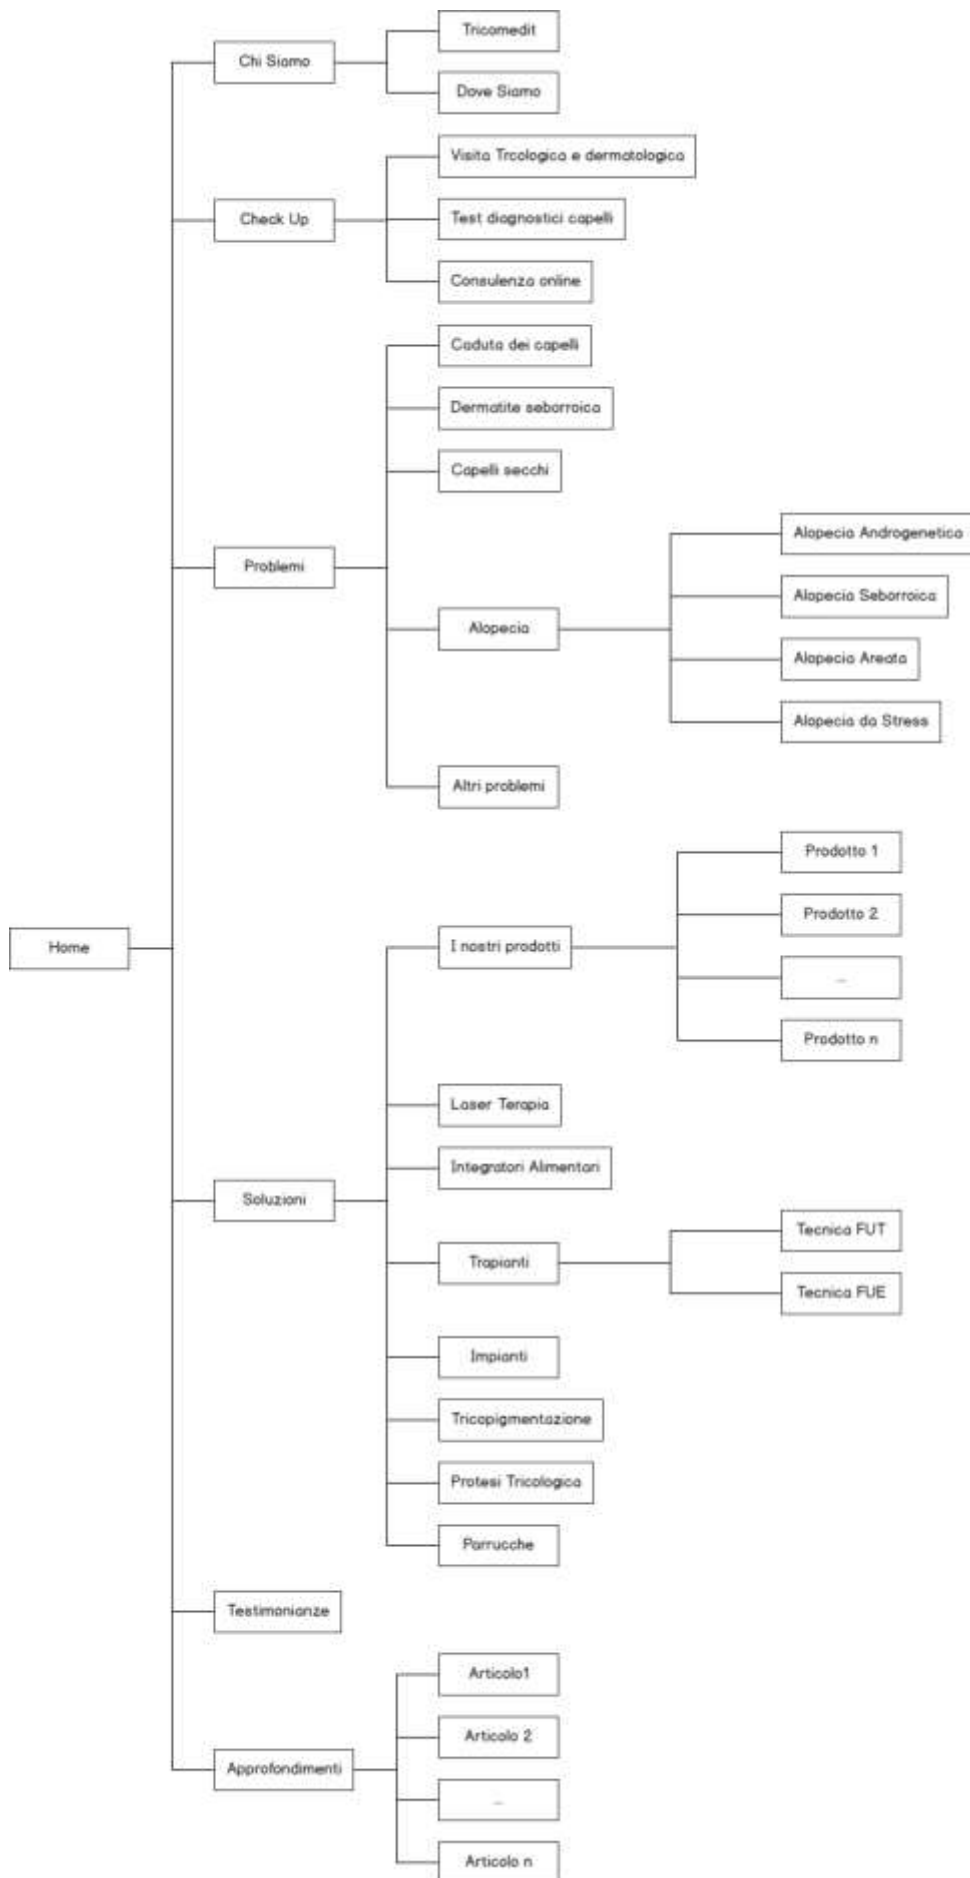 Tricomedit
Chi Siamo
Dove Siamo
Visita Trcologica e dermatologica
Check Up
Test diagnostici capelli
Consulenza online
Caduta dei capelli
Dermatite seborroica
Capelli secchi
Alopecia Androgenetica
Problemi
Alopecia Seborroica
Alopecia
Alopecia Areata
Alopecia da Stress
Altri problemi
Prodotto 1
Prodotto 2
Home
I nostri prodotti
...
Prodotto n
Laser Terapia
Integratori Alimentari
Soluzioni
Tecnica FUT
Trapianti
Tecnica FUE
Impianti
Tricopigmentazione
Protesi Tricologica
Parrucche
Testimonianze
Articolo1
Articolo 2
Approfondimenti
...
Articolo n